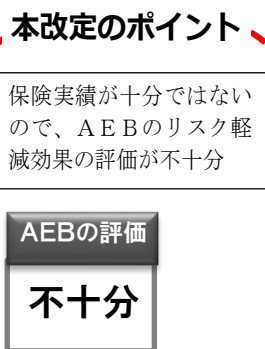 本改定のポイント
保険実績が十分ではない
ので、ＡＥＢのリスク軽
減効果の評価が不十分
AEBの評価
不十分